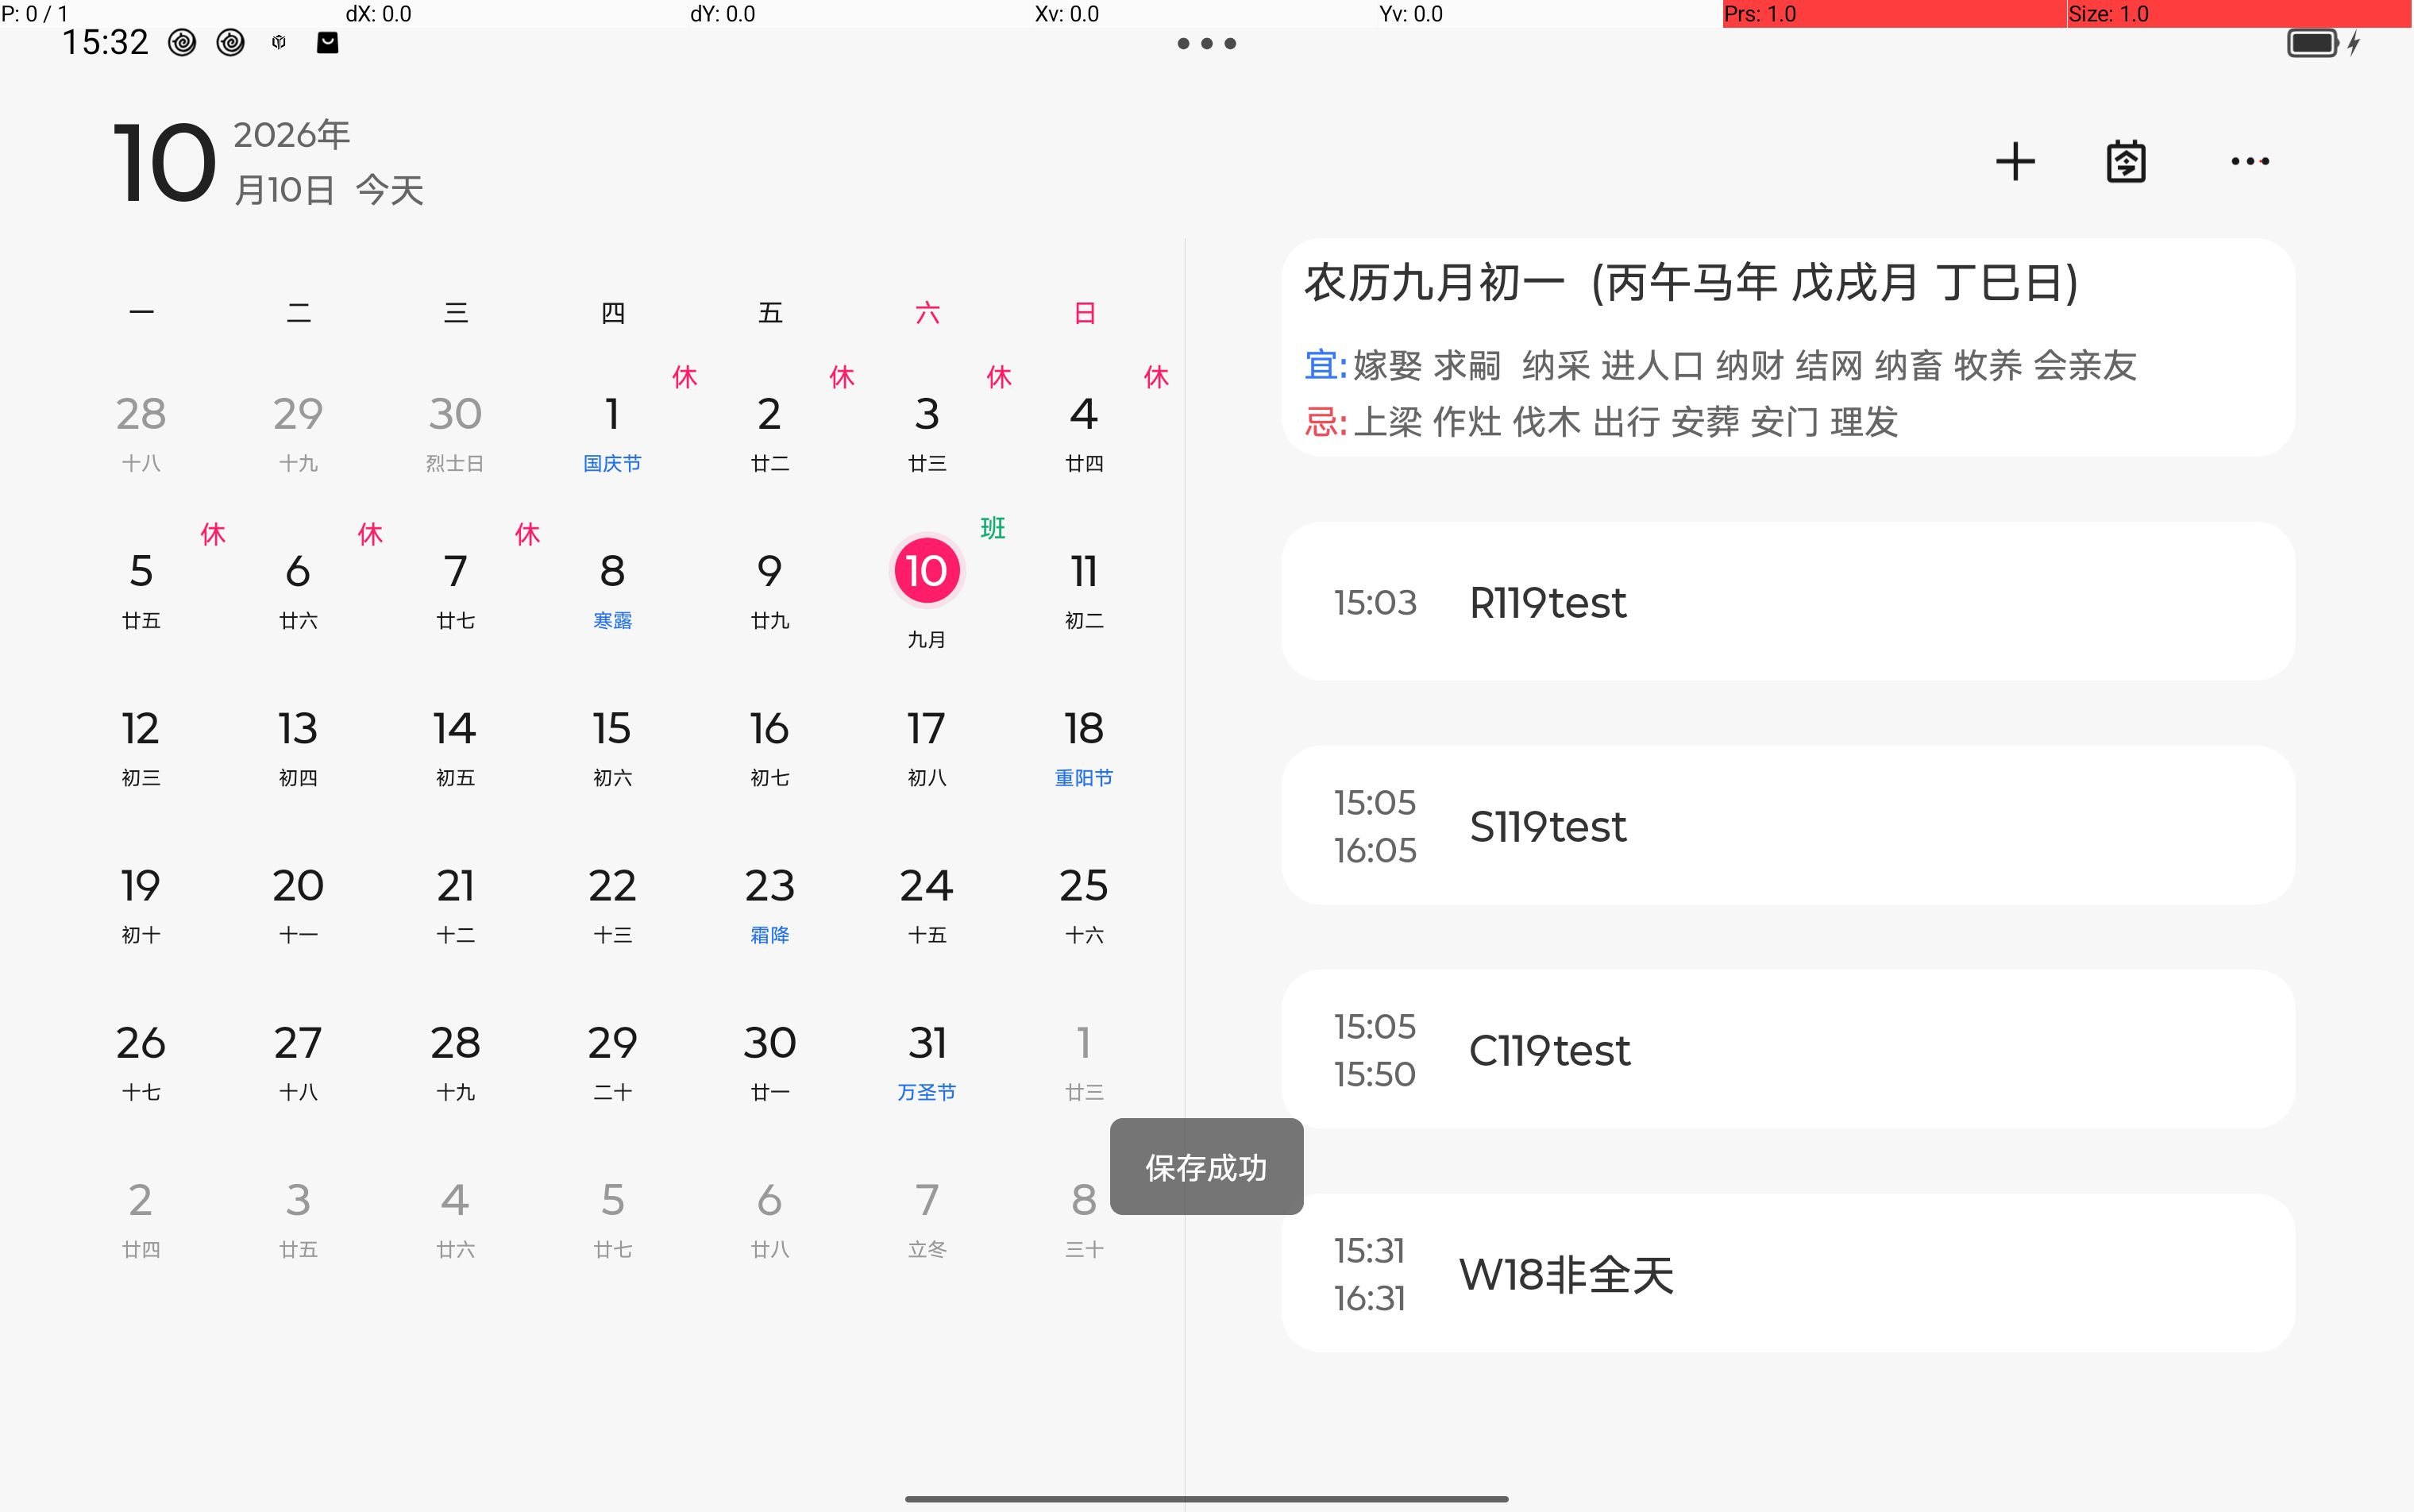 P: 0 / 1 dX: 0.0 dY: 0.0 Xv: 0.0 Yv: 0.0 Prs: 1.0 Size: 1.0
15:32
10 2026年
月10日 今天
一 二 三 四 五 六 日
休 休 休 休
28 29 30 1 2 3 4
十八 十九 烈士日 国庆节 廿二 廿三 廿四
休 休 休 班
5 6 7 8 9 10 11
廿五 廿六 廿七 寒露 廿九 九月 初二
12 13 14 15 16 17 18
初三 初四 初五 初六 初七 初八 重阳节
19 20 21 22 23 24 25
初十 十一 十二 十三 霜降 十五 十六
26 27 28 29 30 31 1
十七 十八 十九 二十 廿一 万圣节 廿三
2 3 4 5 6 7 8
廿四 廿五 廿六 廿七 廿八 立冬 三十
今
农历九月初一 (丙午马年 戊戌月 丁巳日)
宜: 嫁娶 求嗣 纳采 进人口 纳财 结网 纳畜 牧养 会亲友
忌: 上梁 作灶 伐木 出行 安葬 安门 理发
15:03 R119test
15:05
16:05
S119test
15:05
15:50
C119test
保存成功
15:31
16:31
W18非全天